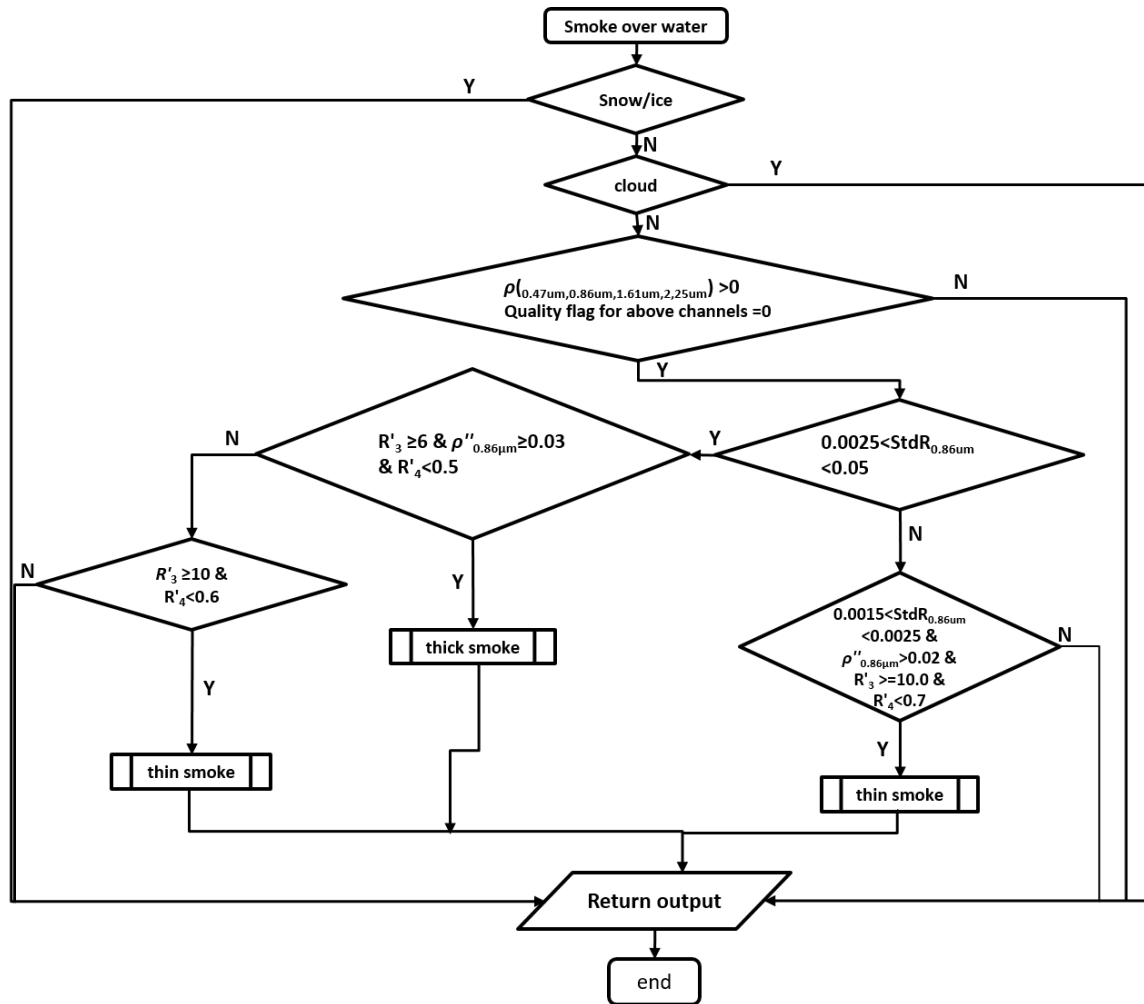 Smoke over water
Y
Snow/ice
N
cloud
Y
N
ρ(0.47um,0.86um,1.61um,2,25um) >0
Quality flag for above channels =0
N
Y
N
R'3 ≥6 & ρ''0.86μm≥0.03
& R'4<0.5
Y
0.0025<StdR0.86um
<0.05
N
N
R'3 ≥10 &
R'4<0.6
Y
0.0015<StdR0.86um
<0.0025 &
ρ''0.86μm>0.02 &
R'3 >=10.0 &
R'4<0.7
N
thick smoke
Y
Y
thin smoke
thin smoke
Return output
end